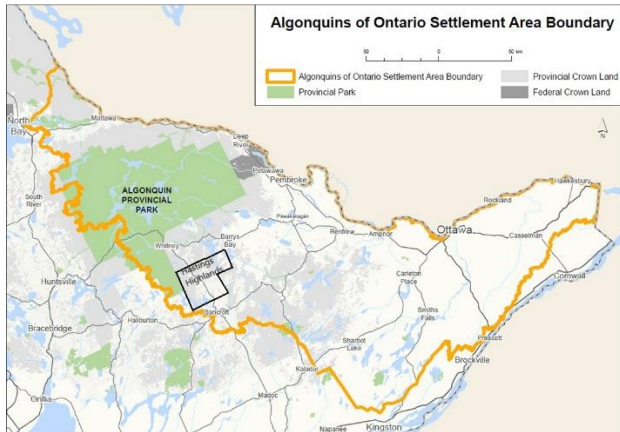 Algonquins of Ontario Settlement Area Boundary
50
0
50 km
Algonquins of Ontario Settlement Area Boundary
Provincial Crown Land
Provincial Park
Federal Crown Land
N
North
Bay
Mattawa
Deep
River
Petawawa
Pembroke
South
River
ALGONQUIN
PROVINCIAL
PARK
Pikwakanagan
Renfrew
Arnprior
Rockland
Hawkesbury
Ottawa
Casselman
Whitney
Barrys
Bay
Hastings
Highlands
Cornwall
Huntsville
Carleton
Place
Smiths
Falls
Bancroft
Haliburton
Bracebridge
Sharbot
Lake
Prescott
Brockville
Kaladar
Orillia
Madoc
Napanee
Kingston